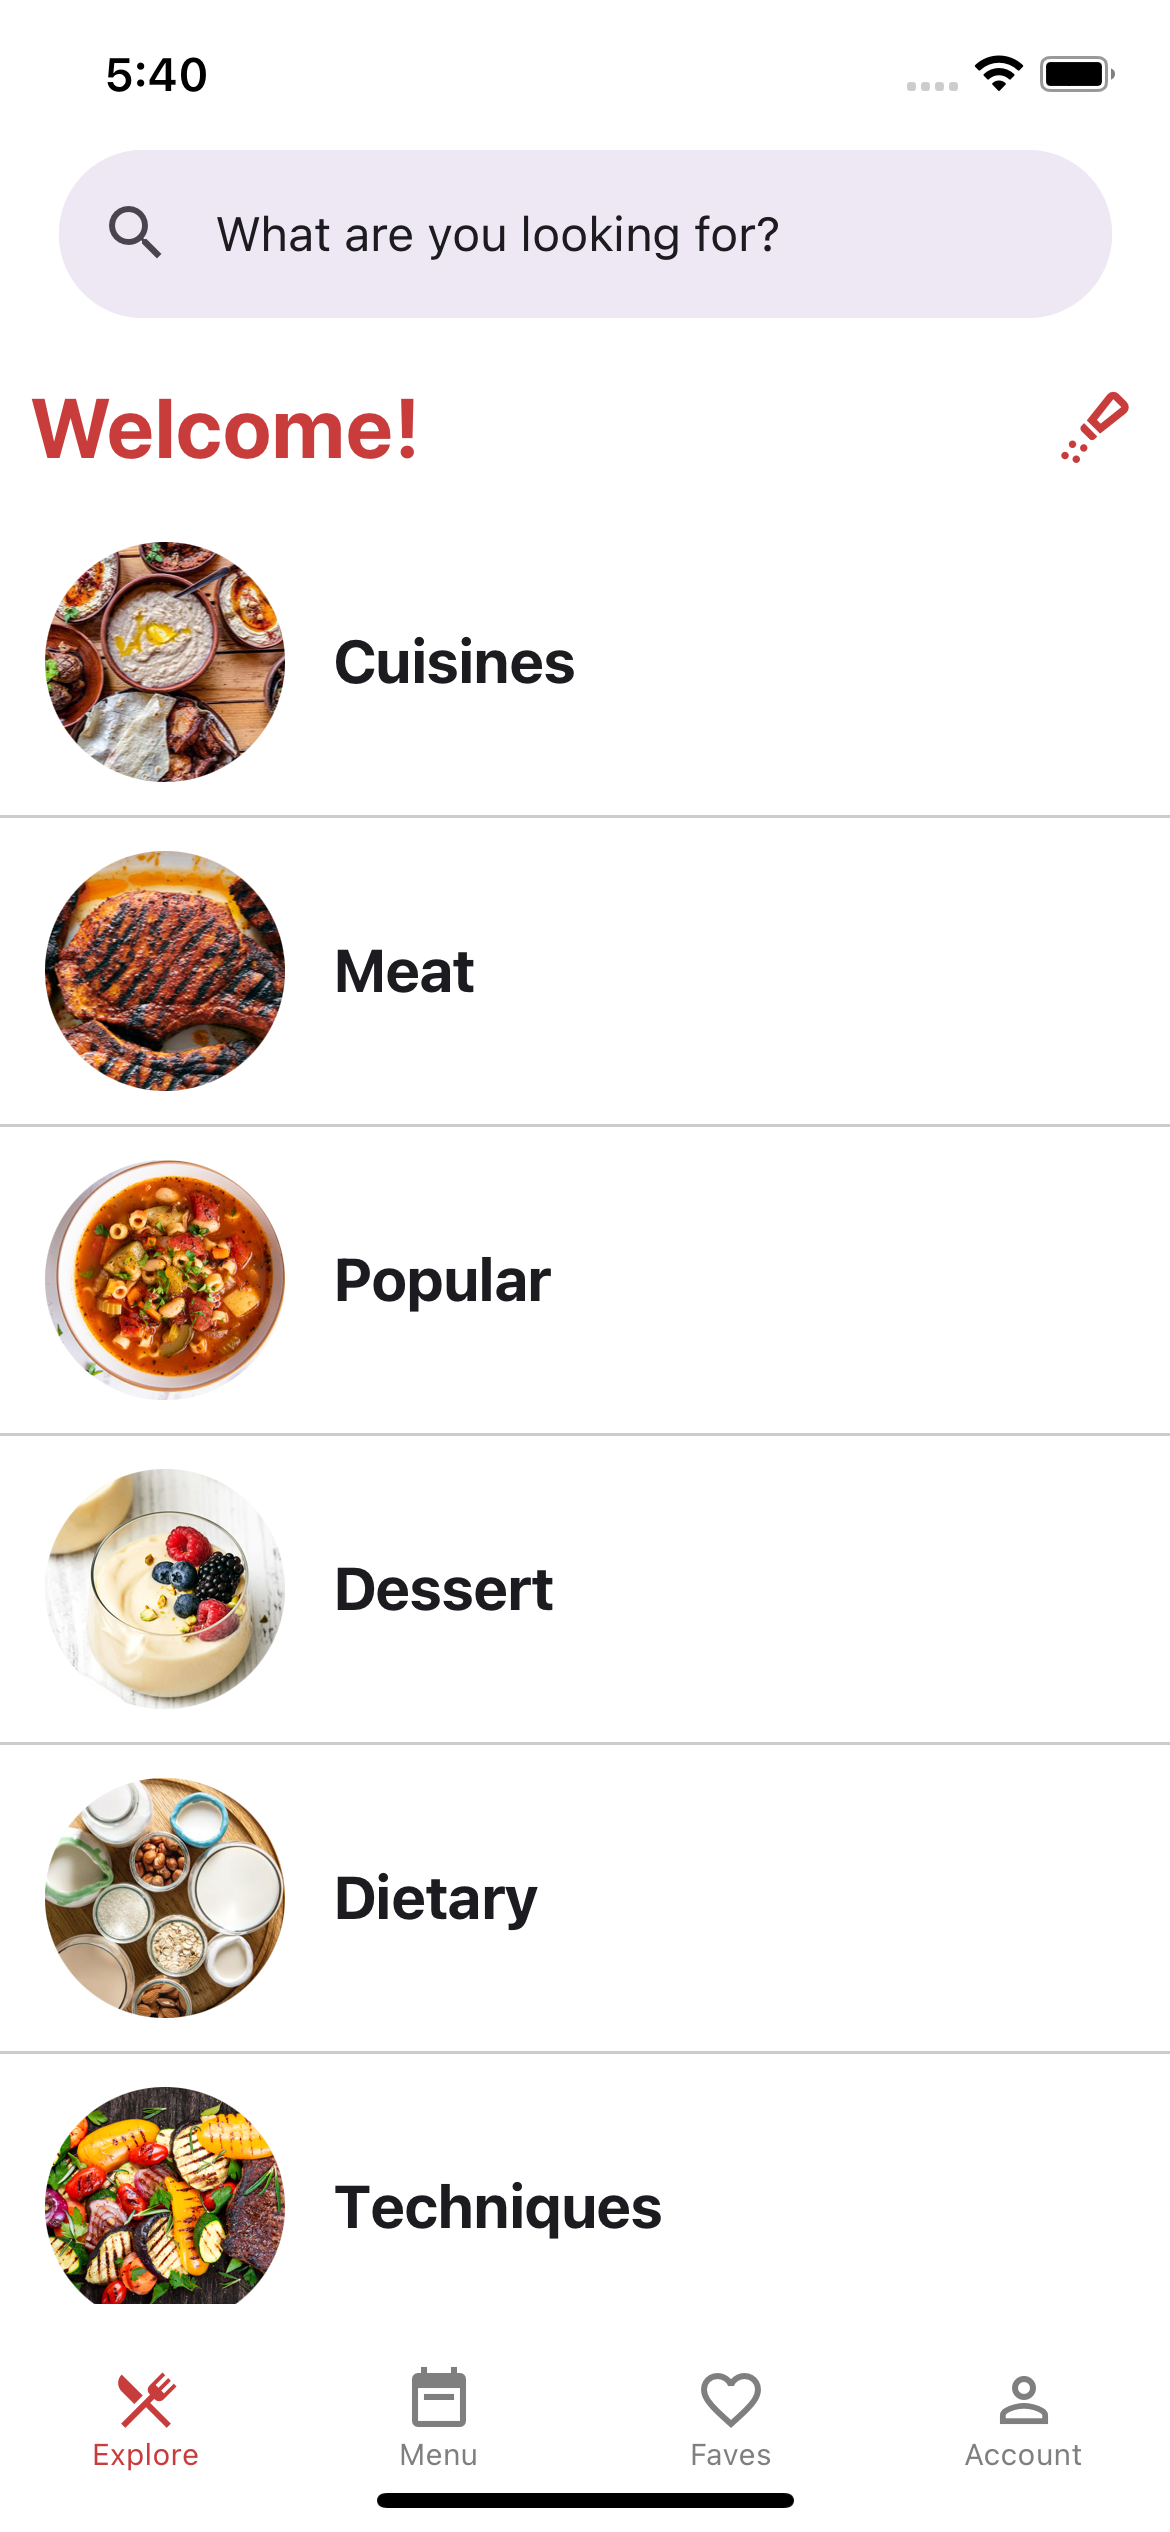 5:40
What are you looking for?
Welcome!
Cuisines
Meat
Popular
Dessert
Dietary
Techniques
Explore
Menu
Faves
Account